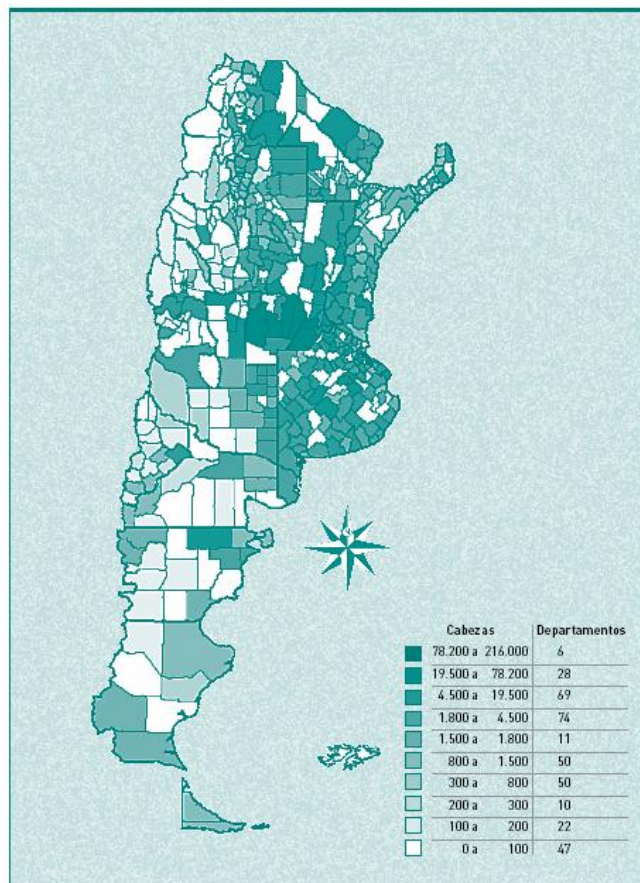 Cabezas Departamentos
78.200 a 216.000 6
19.500 a 78.200 28
4.500 a 19.500 69
1.800 a 4.500 74
1.500 a 1.800 11
800 a 1.500 50
300 a 800 50
200 a 300 10
100 a 200 22
0 a 100 47